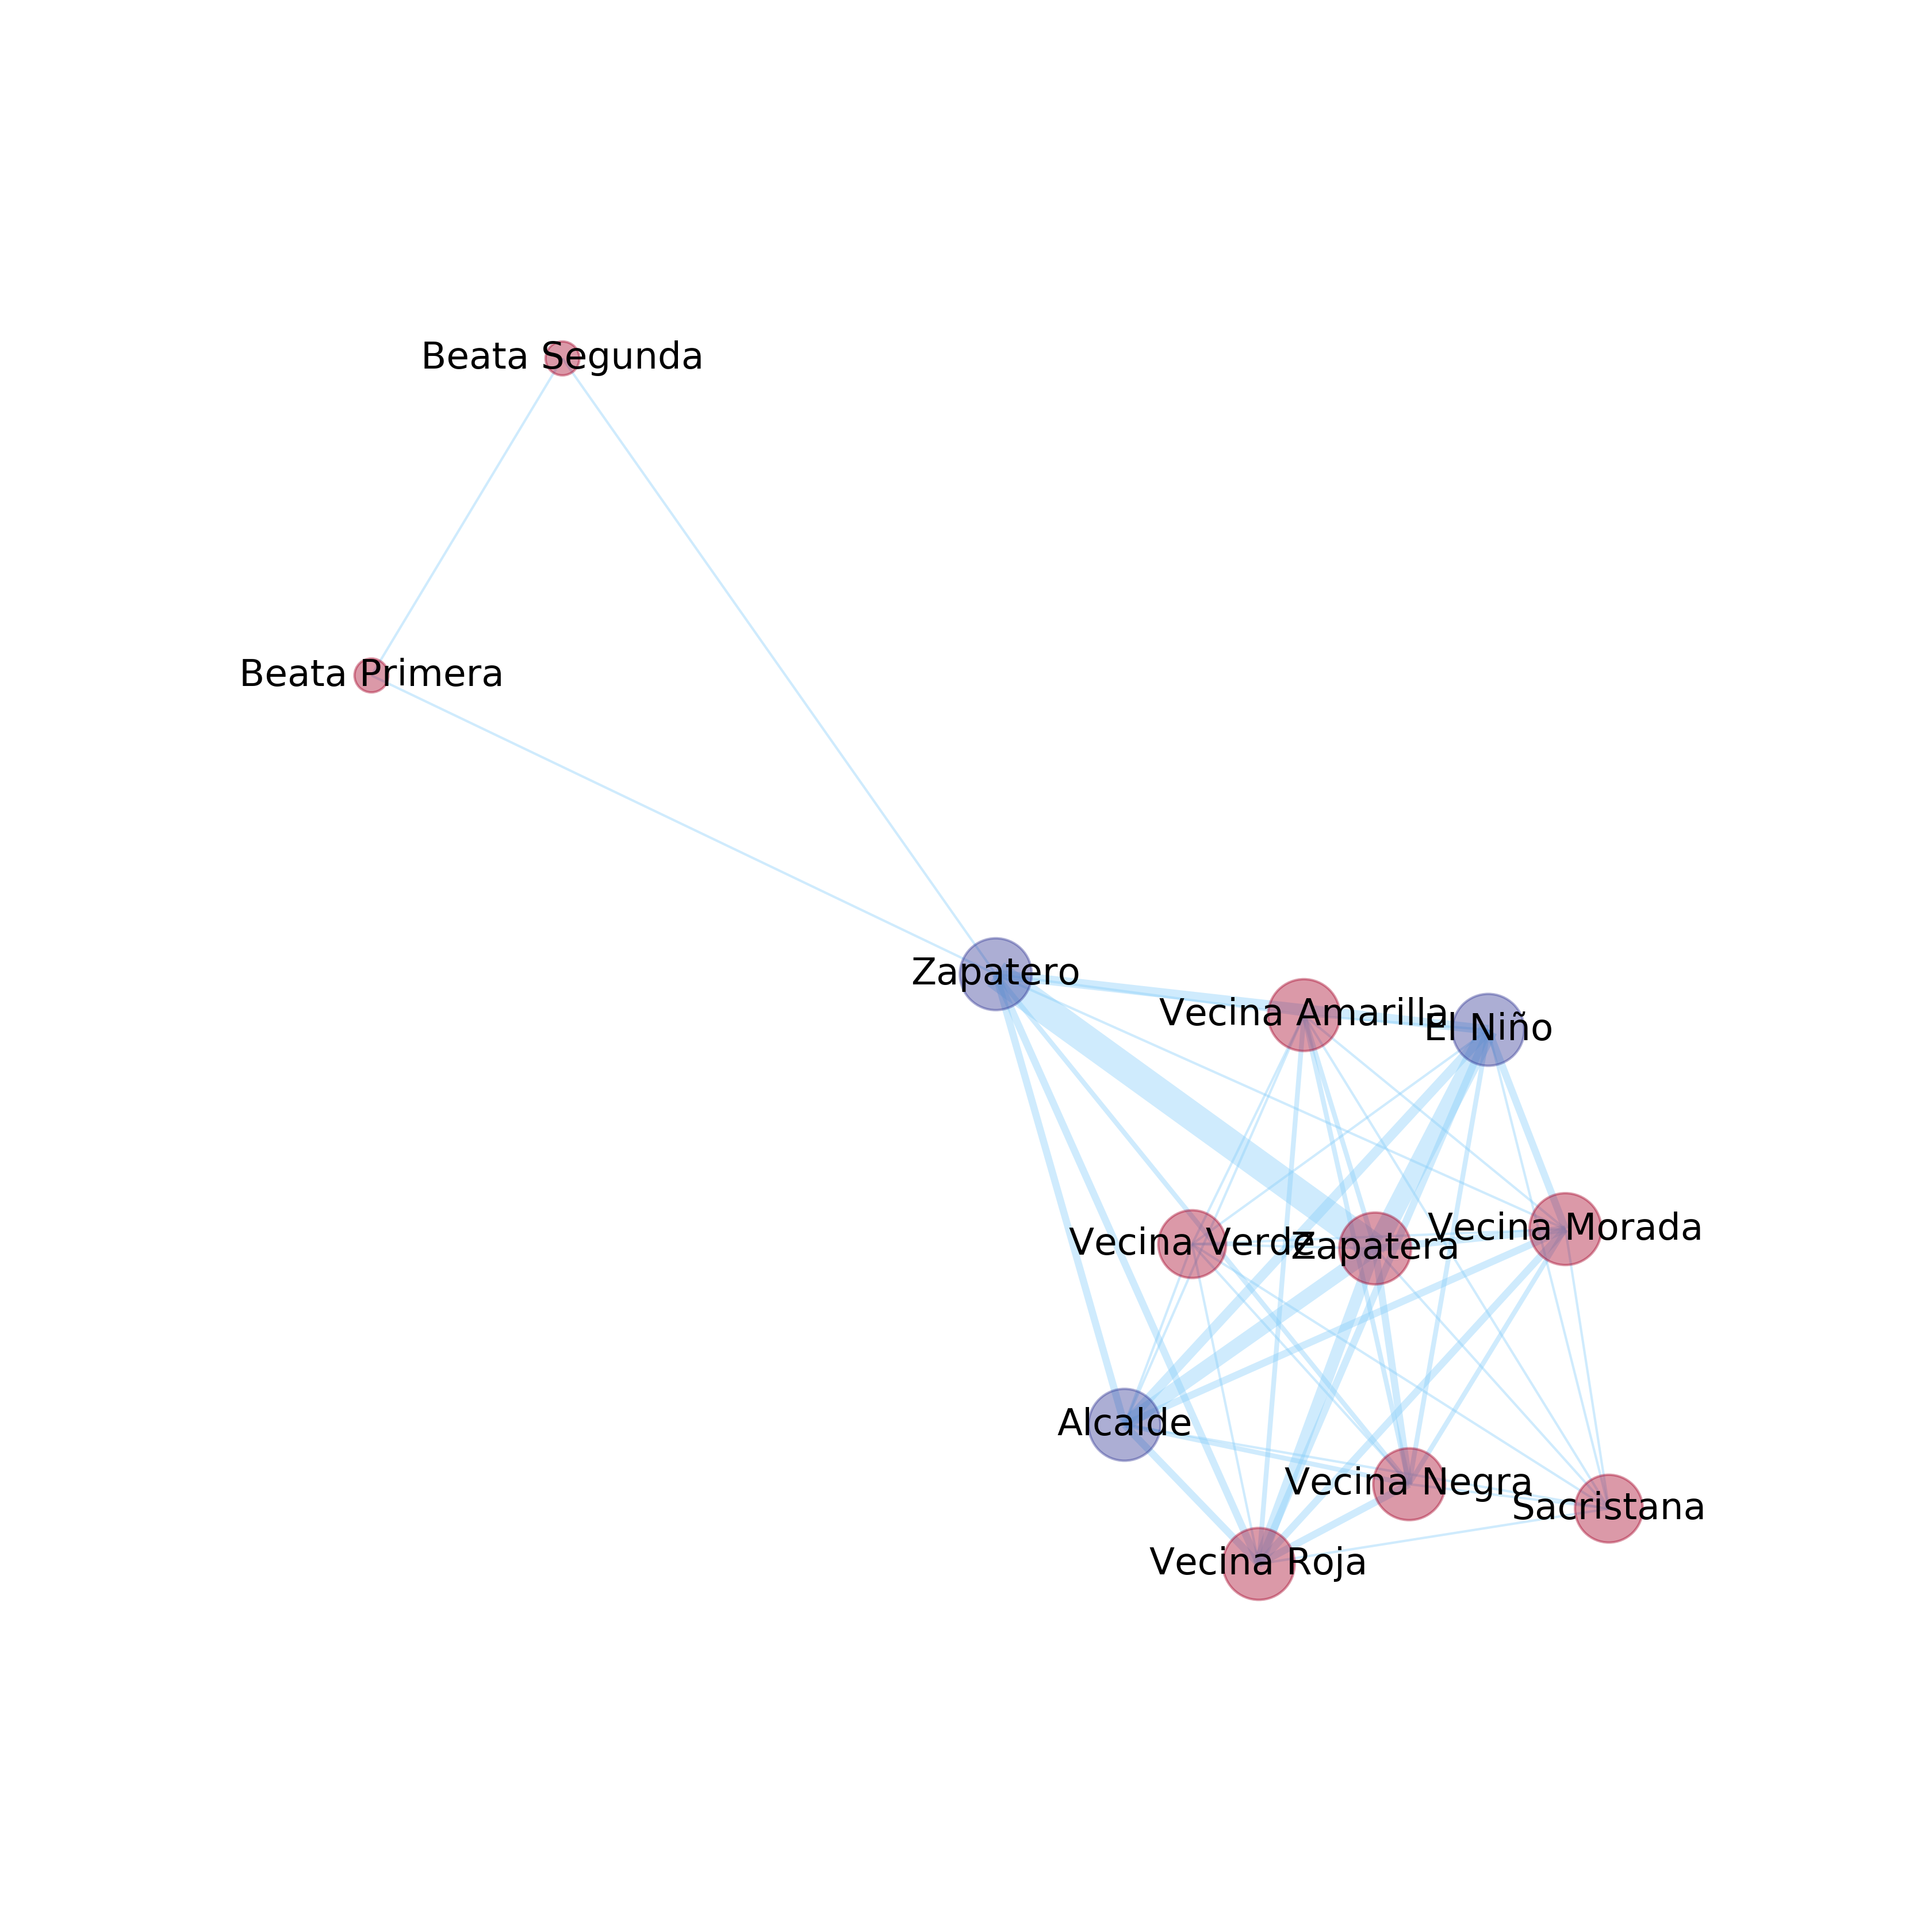 Beata Segunda
Beata Primera
Zapatero
Vecina Amarilla
El Niño
Vecina Morada
Vecina Verde
Zapatera
Alcalde
Vecina Negra
Sacristana
Vecina Roja